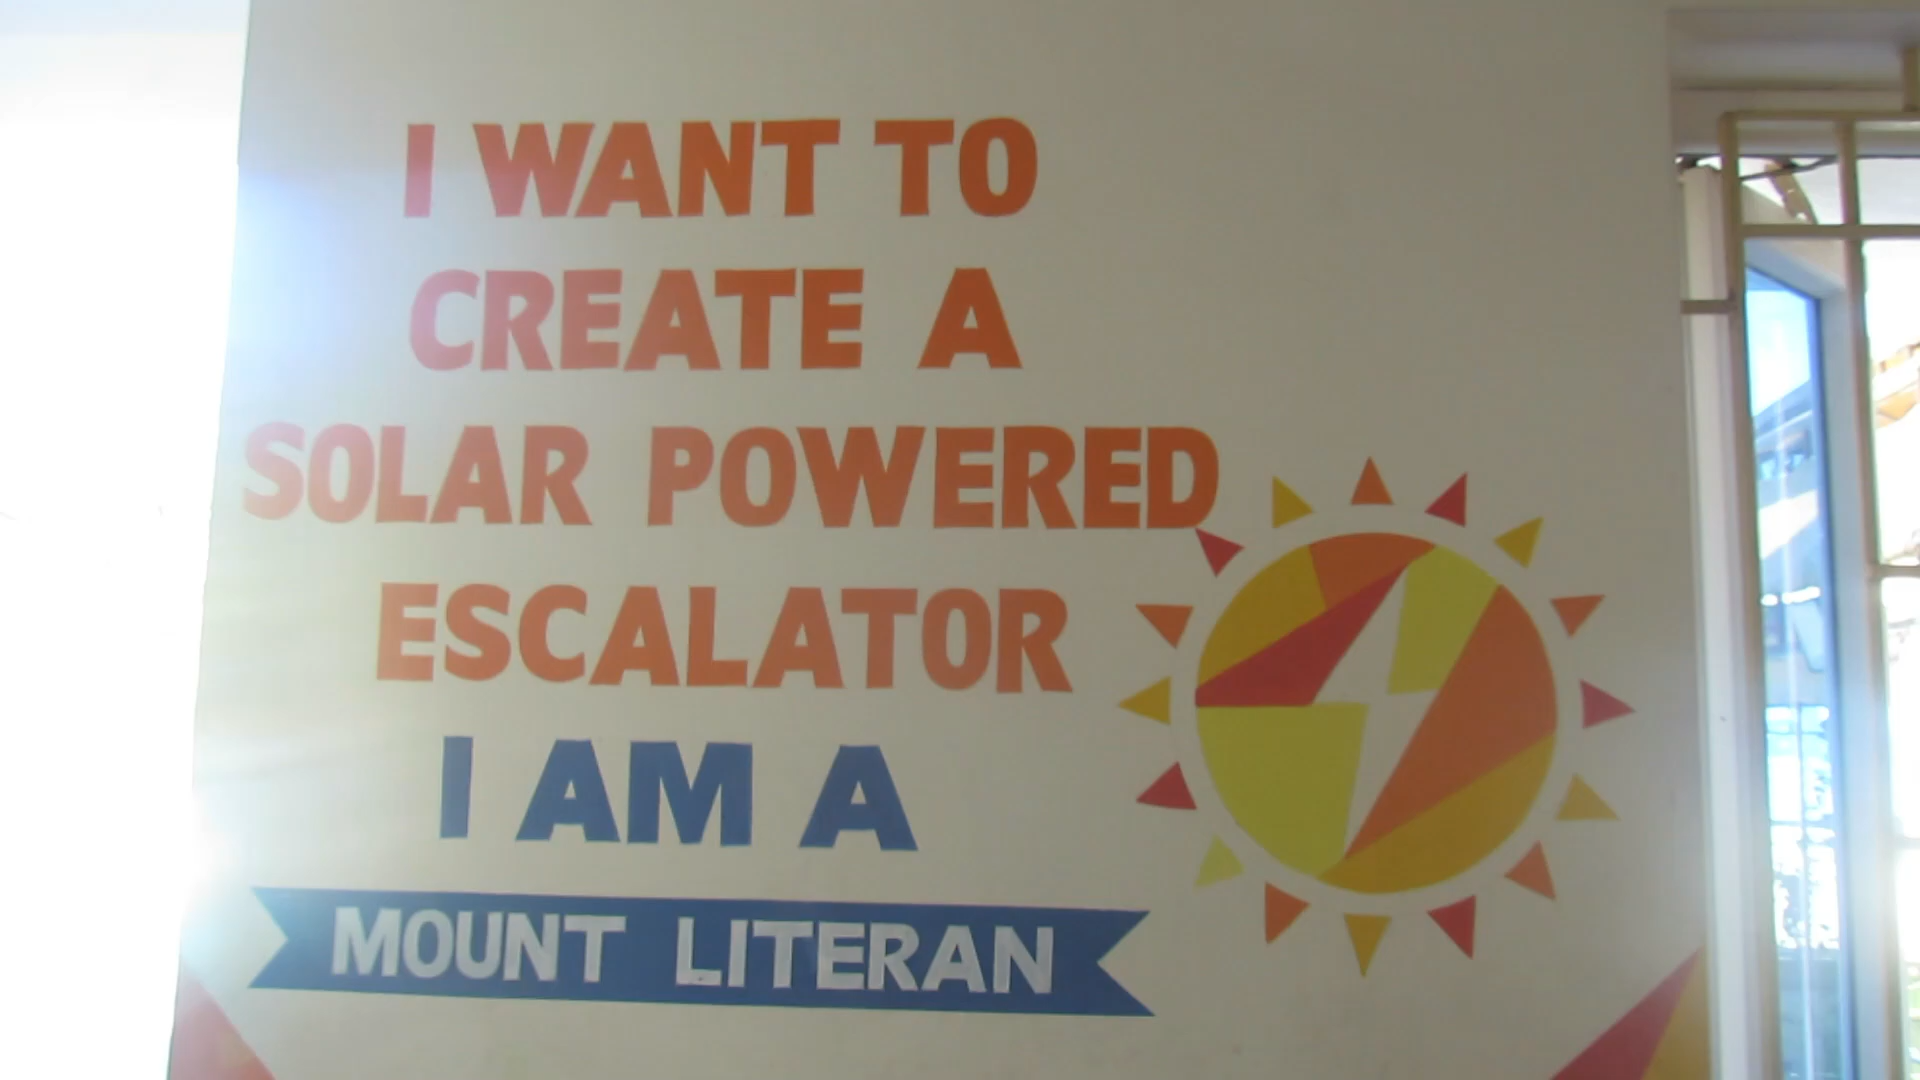 I WANT TO
CREATE A
SOLAR POWERED
ESCALATOR
I AM A
MOUNT LITERAN